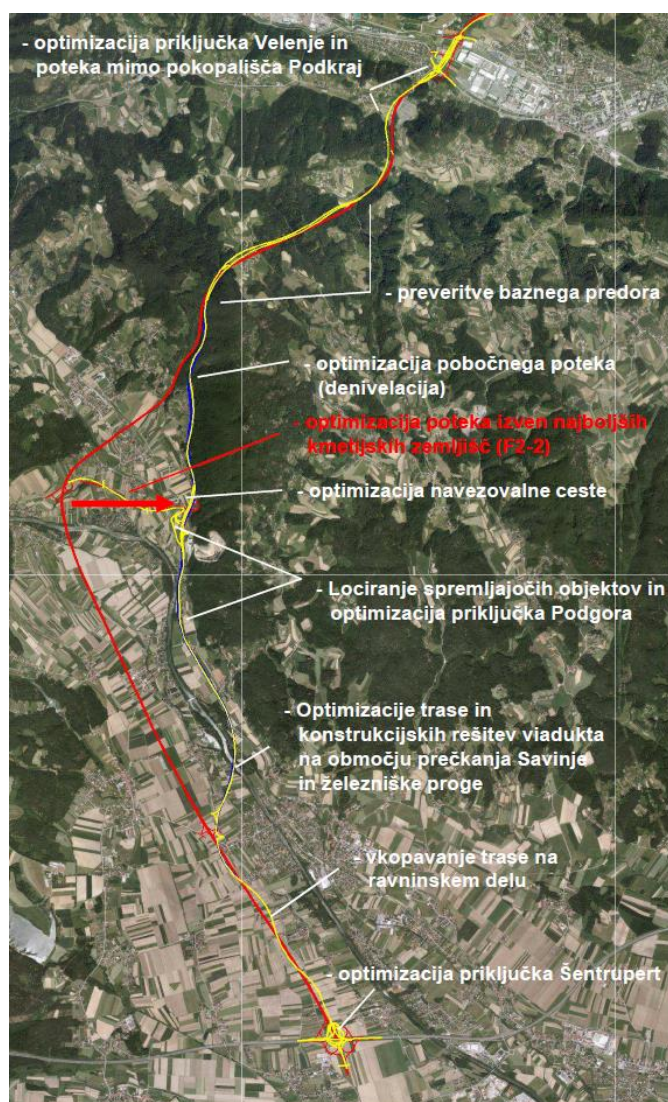 - optimizacija priključka Velenje in
poteka mimo pokopališča Podkraj
- preveritve baznega predora
- optimizacija pobočnega poteka
(denivelacija)
- optimizacija poteka izven najboljših
kmetijskih zemljišč (F2-2)
- optimizacija navezovalne ceste
- Lociranje spremljajočih objektov in
optimizacija priključka Podgora
- Optimizacije trase in
konstrukcijskih rešitev viadukta
na območju prečkanja Savinje
in železniške proge
- vkopavanje trase na
ravninskem delu
- optimizacija priključka Šentrupert